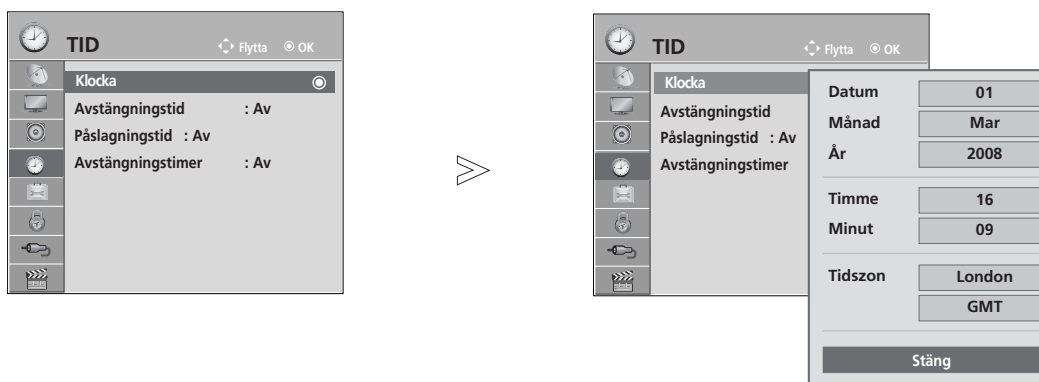 TID Flytta OK
Klocka
Avstängningstid : Av
Påslagningstid : Av
Avstängningstimer : Av
TID Flytta OK
Klocka
Avstängningstid
Påslagningstid : Av
Avstängningstimer
Datum 01
Månad Mar
År 2008
Timme 16
Minut 09
Tidszon London
GMT
Stäng